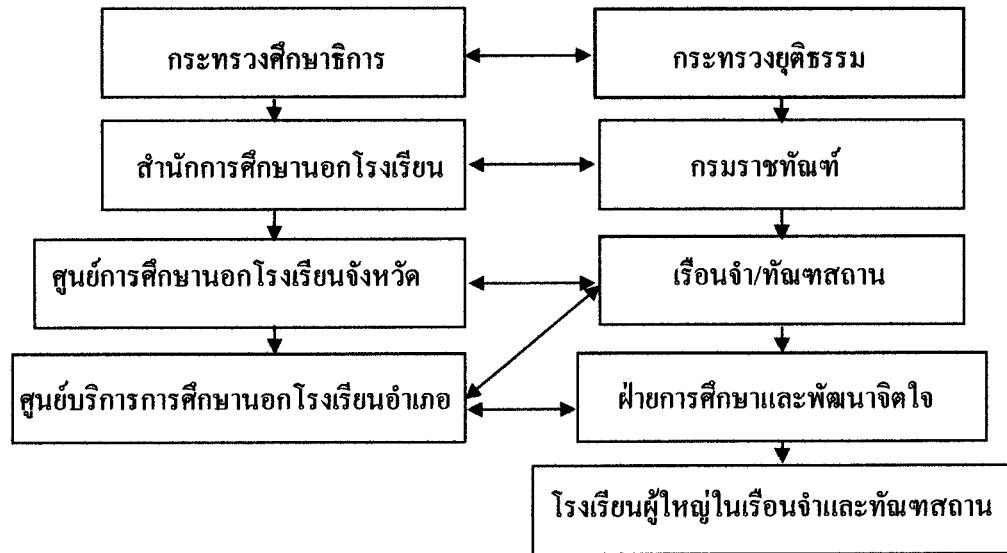 กระทรวงศึกษาธิการ
กระทรวงยุติธรรม
สำนักการศึกษานอกโรงเรียน
กรมราชทัณฑ์
ศูนย์การศึกษานอกโรงเรียนจังหวัด
เรือนจำ/ทัณฑสถาน
ศูนย์บริการการศึกษานอกโรงเรียนอำเภอ
ฝ่ายการศึกษาและพัฒนาจิตใจ
โรงเรียนผู้ใหญ่ในเรือนจำและทัณฑสถาน